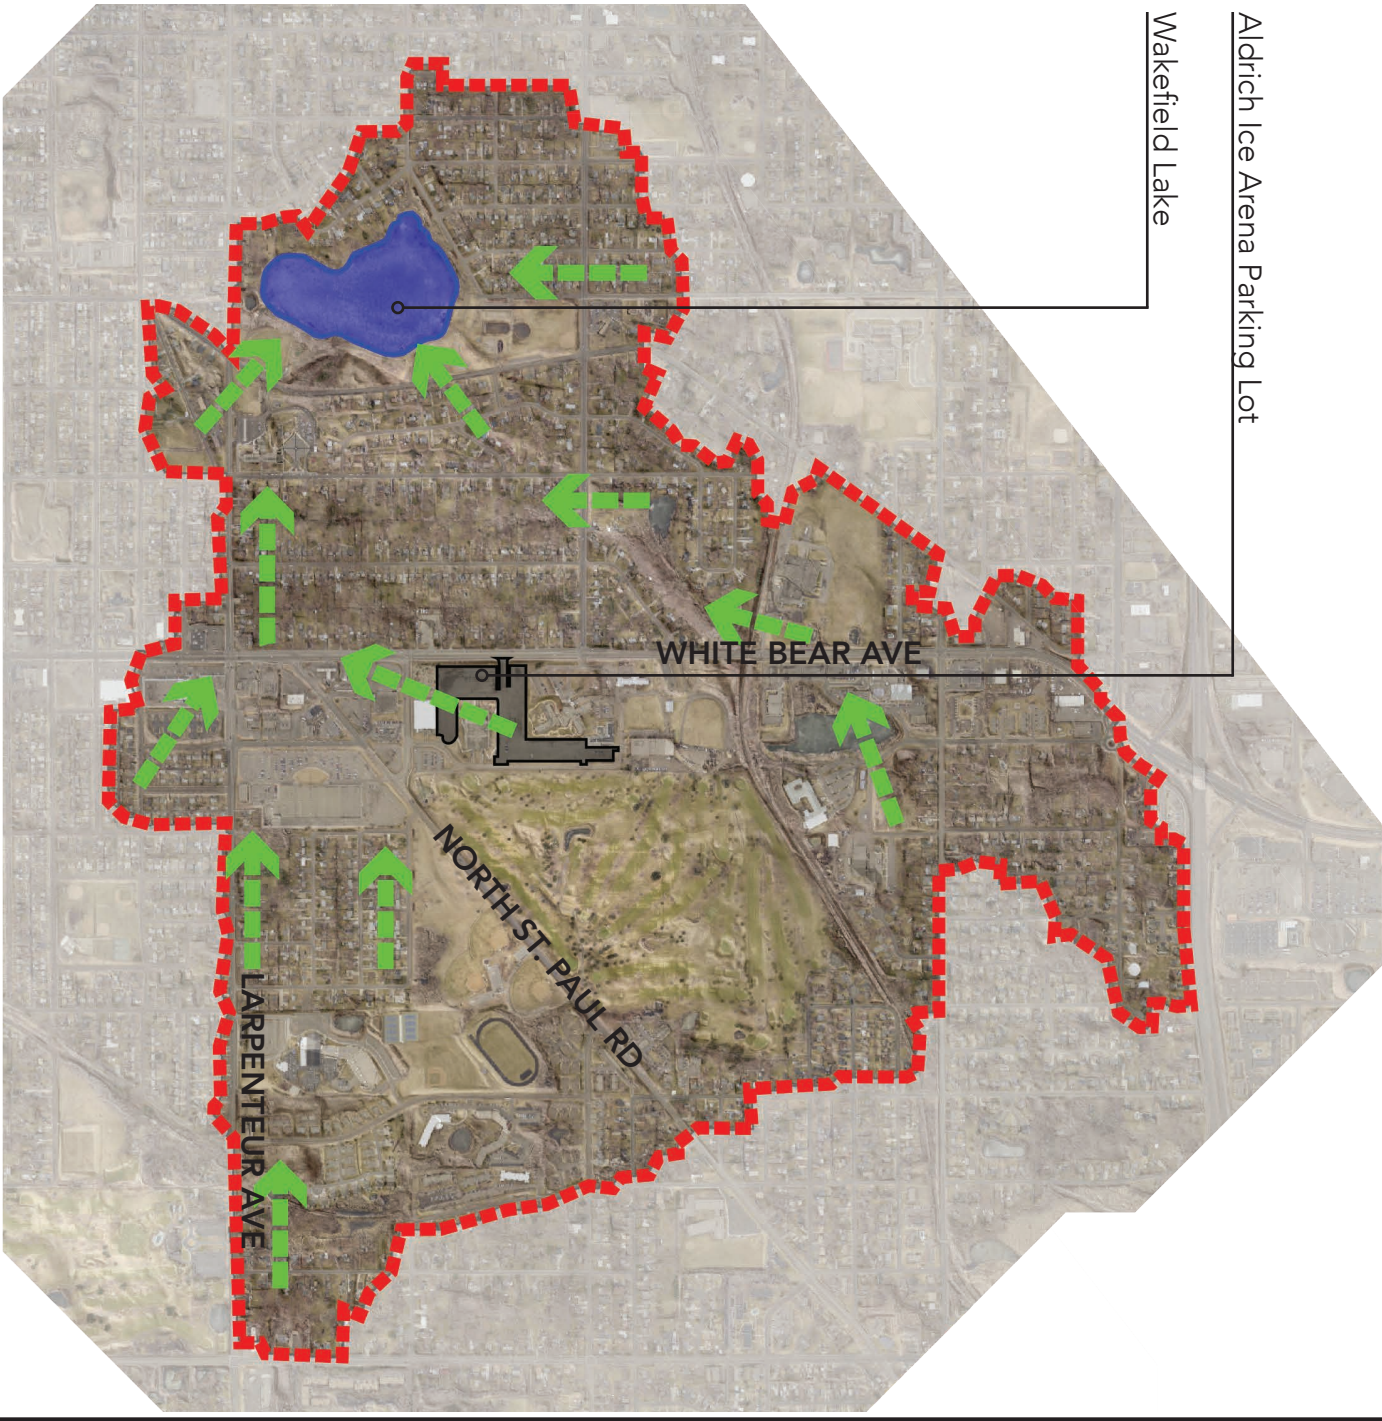 Aldrich Ice Arena Parking Lot
Wakefield Lake
WHITE BEAR AVE
NORTH ST. PAUL RD
LARPENTEUR AVE